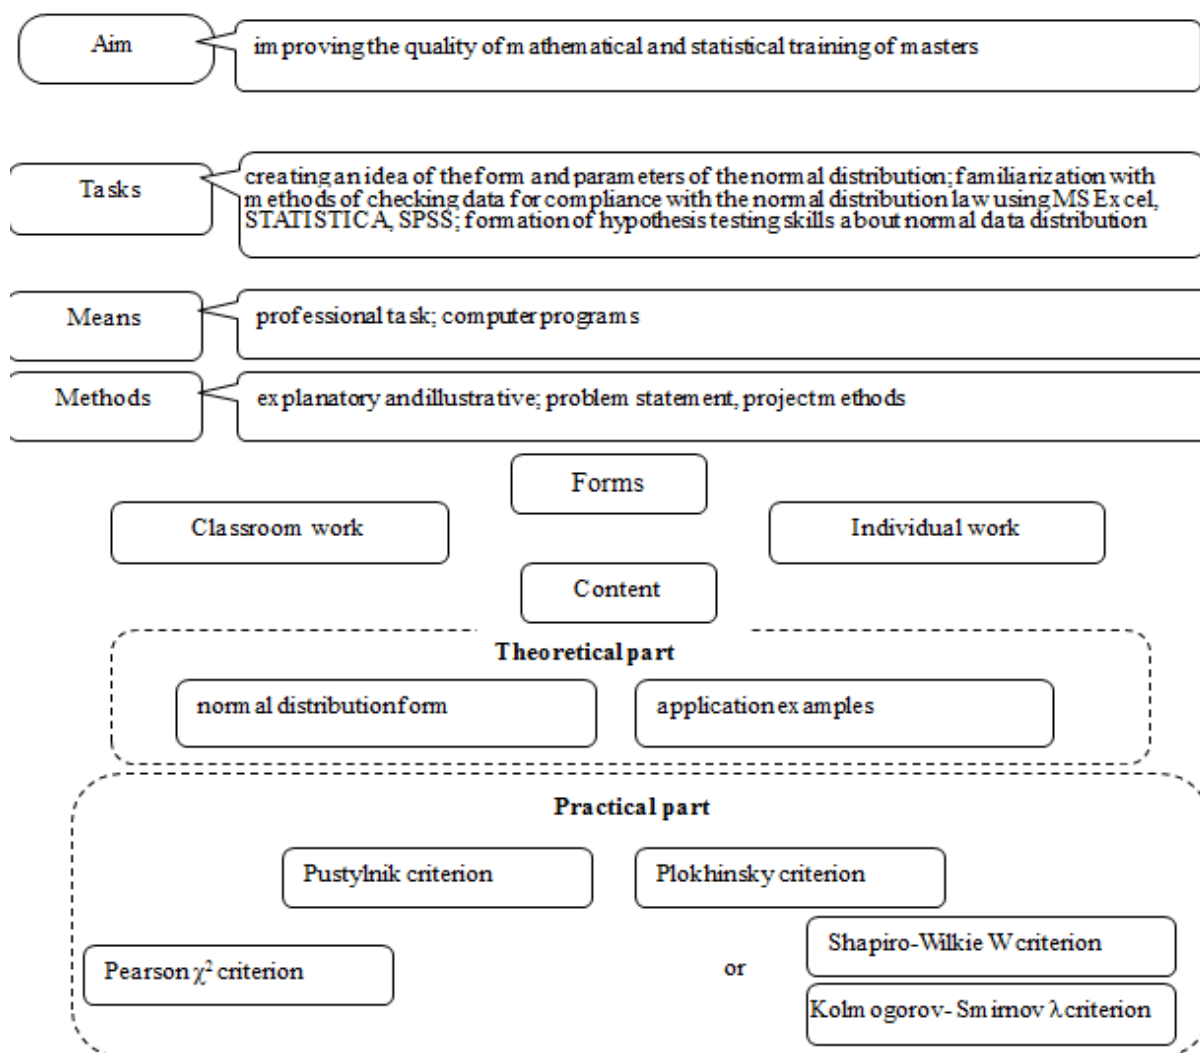 Aim
improving the quality of mathematical and statistical training of masters
Tasks
creating an idea of the form and parameters of the normal distribution; familiarization with
methods of checking data for compliance with the normal distribution law using MS Excel,
STATISTICA, SPSS; formation of hypothesis testing skills about normal data distribution
Means
professional task; computer programs
Methods
explanatory and illustrative; problem statement, project methods
Forms
Classroom work
Individual work
Content
Theoretical part
normal distribution form
application examples
Practical part
Pustylnik criterion
Plokhinsky criterion
Pearson χ² criterion
or
Shapiro-Wilkie W criterion
Kolmogorov- Smirnov λ criterion